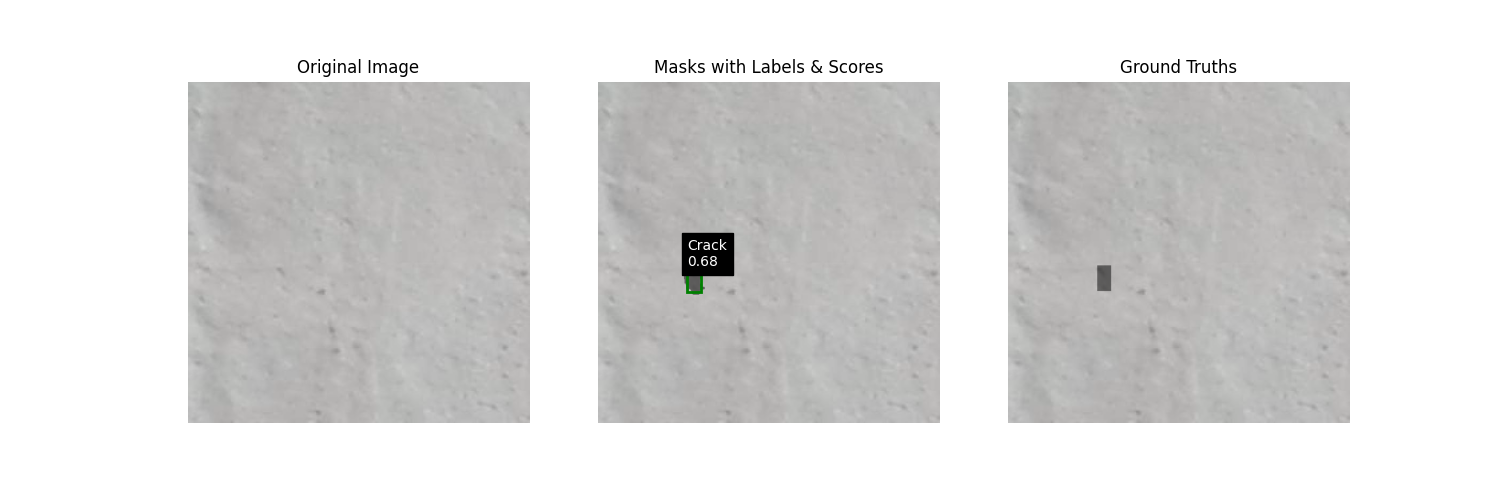 Original Image
Masks with Labels & Scores
Ground Truths
Crack
0.68